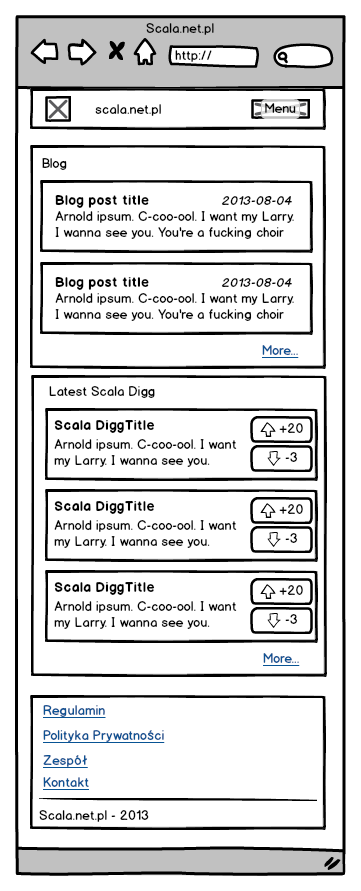 Scala.net.pl
http://
scala.net.pl
Menu
Blog
Blog post title 2013-08-04
Arnold ipsum. C-coo-ool. I want my Larry.
I wanna see you. You're a fucking choir
Blog post title 2013-08-04
Arnold ipsum. C-coo-ool. I want my Larry.
I wanna see you. You're a fucking choir
More...
Latest Scala Digg
Scala DiggTitle
Arnold ipsum. C-coo-ool. I want
my Larry. I wanna see you.
+20
-3
Scala DiggTitle
Arnold ipsum. C-coo-ool. I want
my Larry. I wanna see you.
+20
-3
Scala DiggTitle
Arnold ipsum. C-coo-ool. I want
my Larry. I wanna see you.
+20
-3
More...
Regulamin
Polityka Prywatności
Zespół
Kontakt
Scala.net.pl - 2013